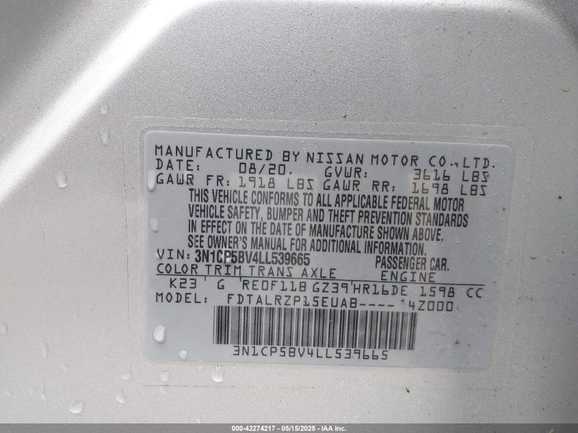 MANUFACTURED BY NISSAN MOTOR CO., LTD.
DATE: 08/20. GVWR: 3616 LBS
GAWR FR: 1918 LBS GAWR RR: 1698 LBS
THIS VEHICLE CONFORMS TO ALL APPLICABLE FEDERAL MOTOR
VEHICLE SAFETY, BUMPER AND THEFT PREVENTION STANDARDS
IN EFFECT ON THE DATE OF MANUFACTURE SHOWN ABOVE.
SEE OWNER'S MANUAL FOR ADDITIONAL INFORMATION.
VIN: 3N1CP5BV4LL539665 PASSENGER CAR.
COLOR TRIM TRANS AXLE ENGINE
K23 G RE0F11B GZ39 HR16DE 1598 CC
MODEL: FDTALRZP15EUAB---- 4Z000
3N1CP5BV4LL539665
000-42274217 - 05/15/2025 - IAA Inc.